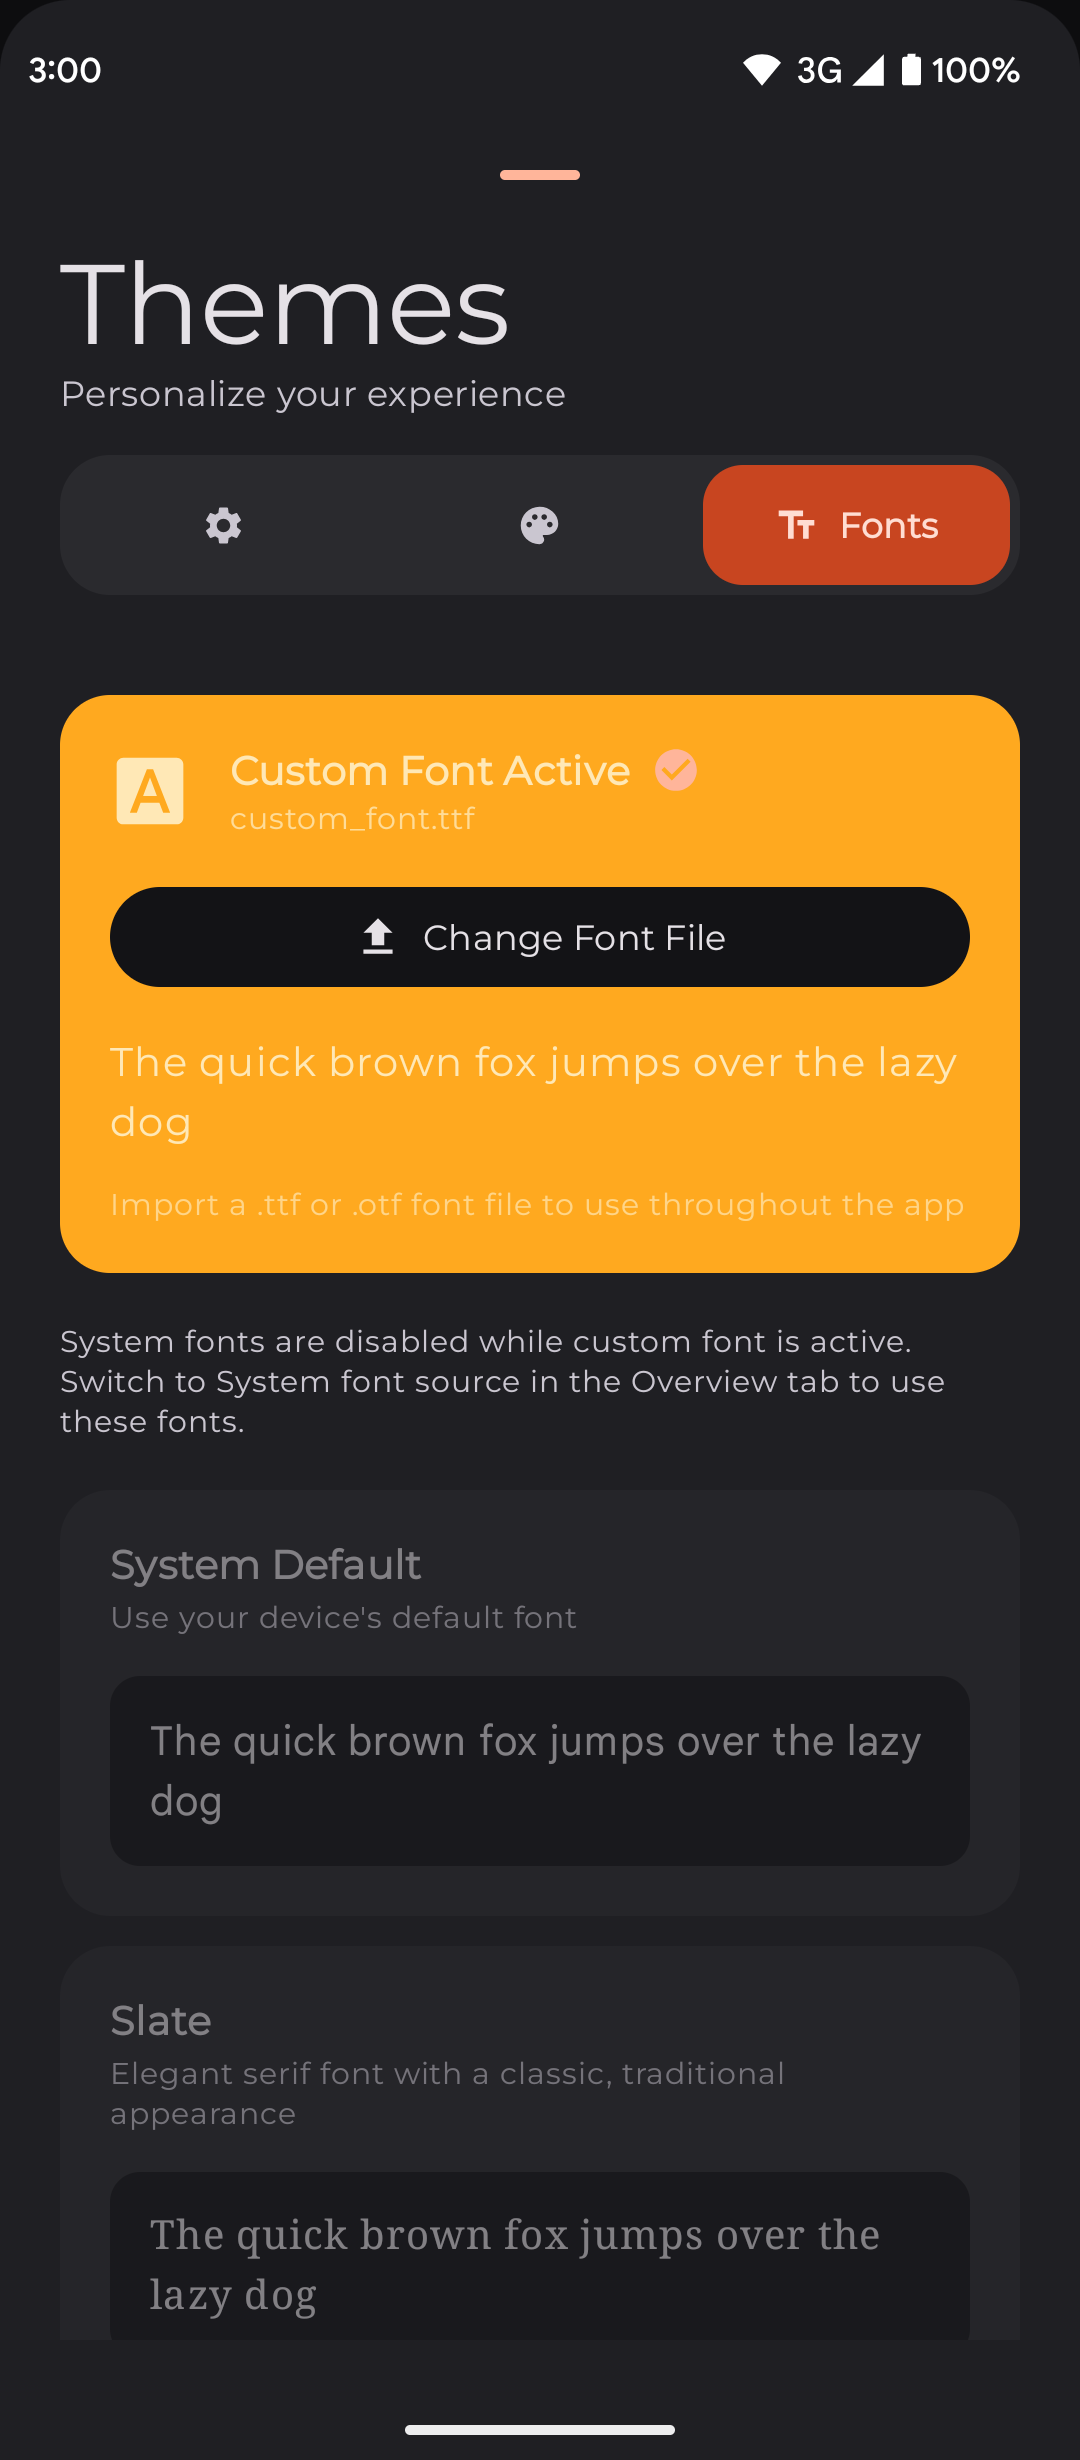 3:00
3G 100%
Themes
Personalize your experience
Fonts
Custom Font Active
custom_font.ttf
Change Font File
The quick brown fox jumps over the lazy
dog
Import a .ttf or .otf font file to use throughout the app
System fonts are disabled while custom font is active.
Switch to System font source in the Overview tab to use
these fonts.
System Default
Use your device's default font
The quick brown fox jumps over the lazy
dog
Slate
Elegant serif font with a classic, traditional
appearance
The quick brown fox jumps over the
lazy dog